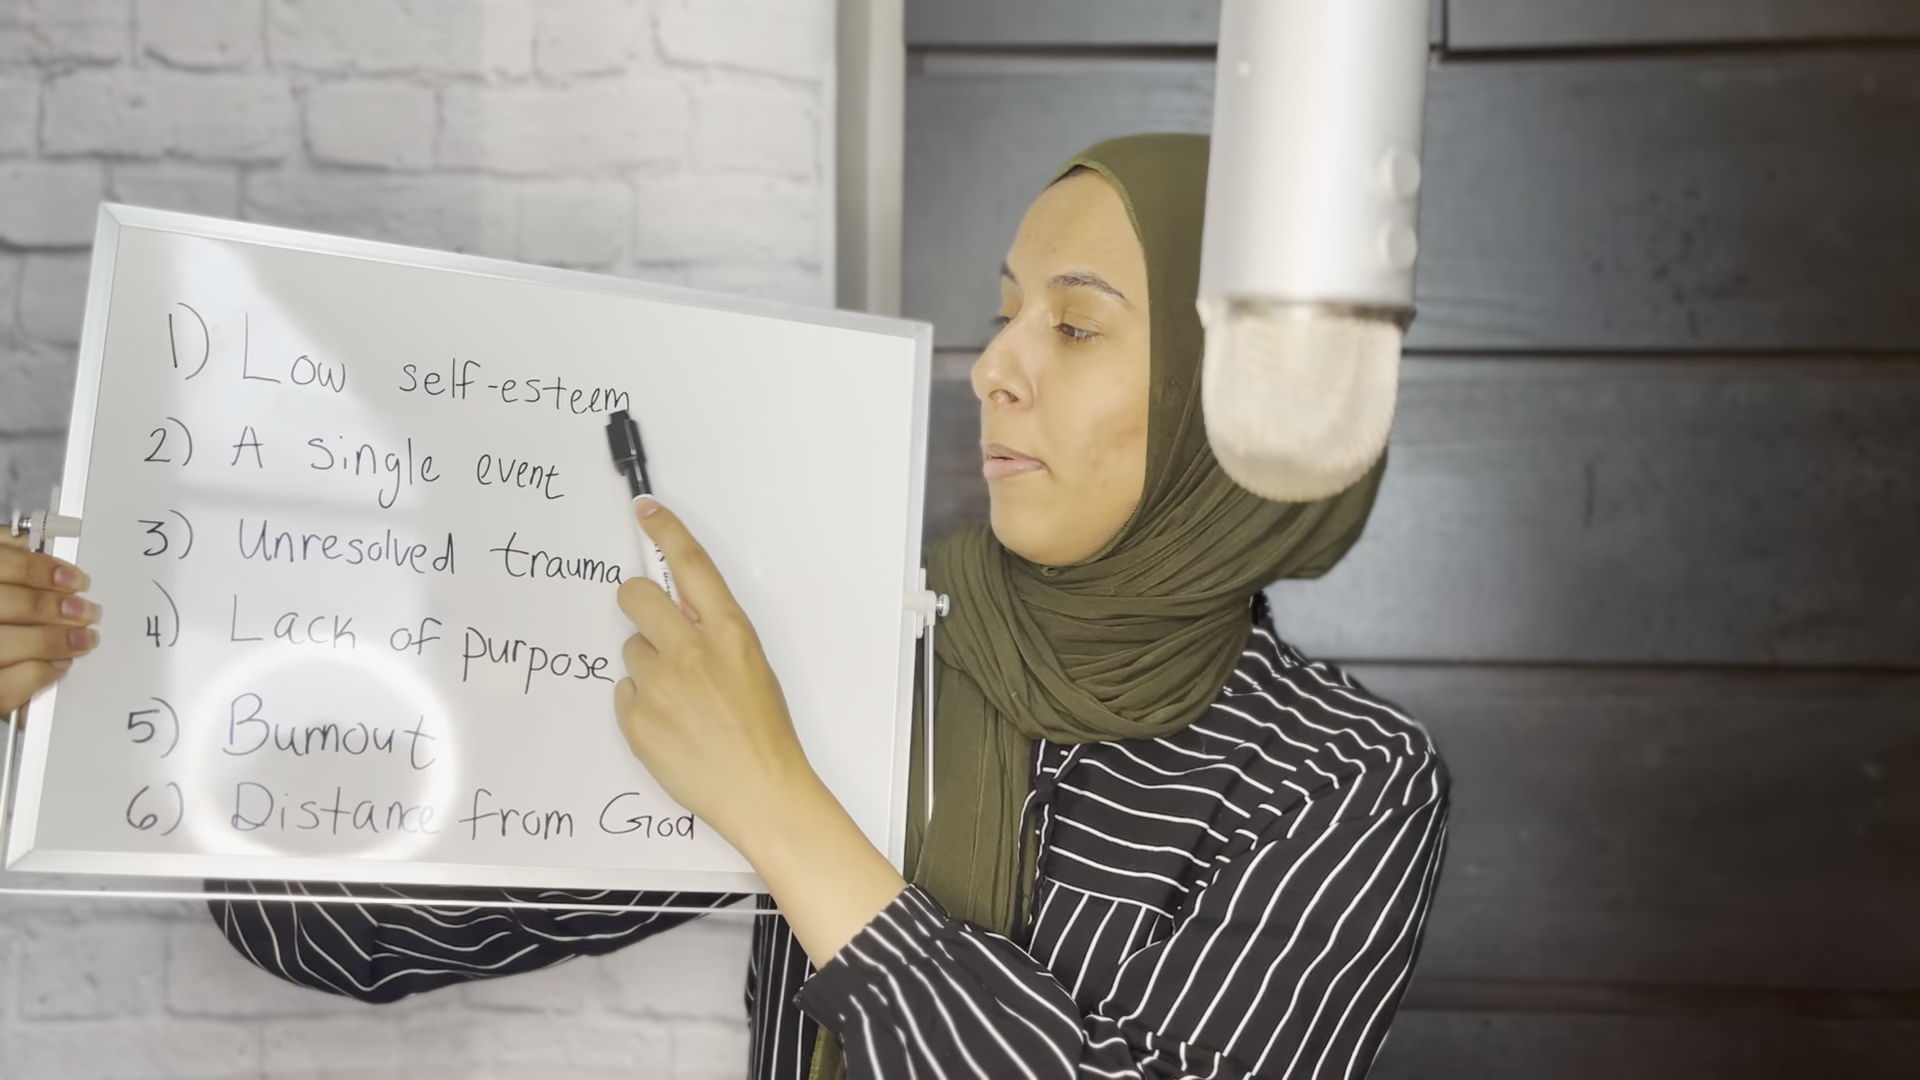 1) Low self-esteem
2) A single event
3) Unresolved trauma
4) Lack of purpose
5) Burnout
6) Distance from God